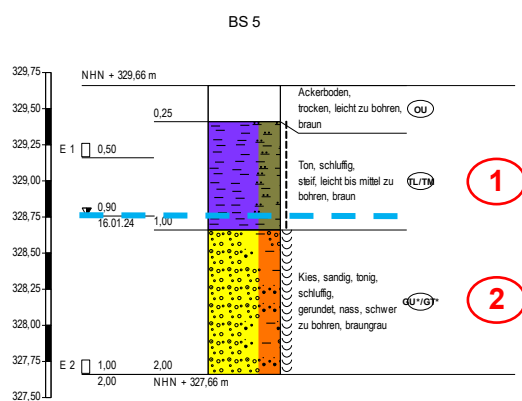 BS 5
329,75
NHN + 329,66 m
Ackerboden,
trocken, leicht zu bohren,
braun
OU
329,50
0,25
329,25
E 1
0,50
Ton, schluffig,
steif, leicht bis mittel zu
bohren, braun
TL/TM
1
329,00
0,90
16.01.24
328,75
1,00
328,50
Kies, sandig, tonig,
schluffig,
gerundet, nass, schwer
zu bohren, braungrau
GU*/GT*
2
328,25
328,00
327,75
E 2
1,00
2,00
2,00
NHN + 327,66 m
327,50